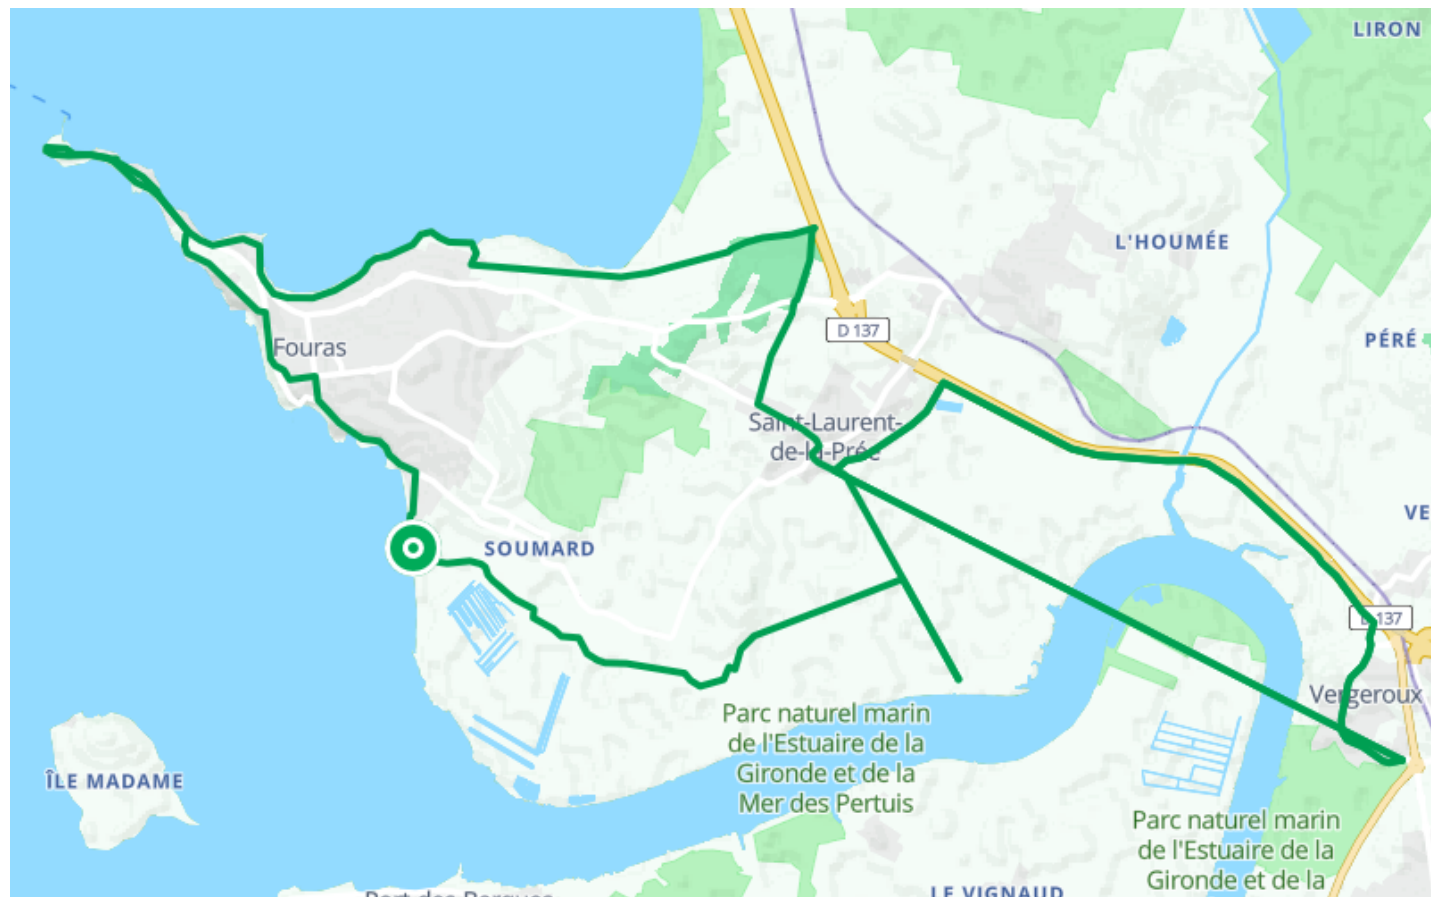 LIRON
L'HOUMÉE
D 137
PÉRÉ
Fouras
Saint-Laurent-
de-la-Prée
VE
SOUMARD
D 137
Vergeroux
Parc naturel marin
de l'Estuaire de la
Gironde et de la
Mer des Pertuis
ÎLE MADAME
Parc naturel marin
de l'Estuaire de la
Gironde et de la
LE VIGNAUD